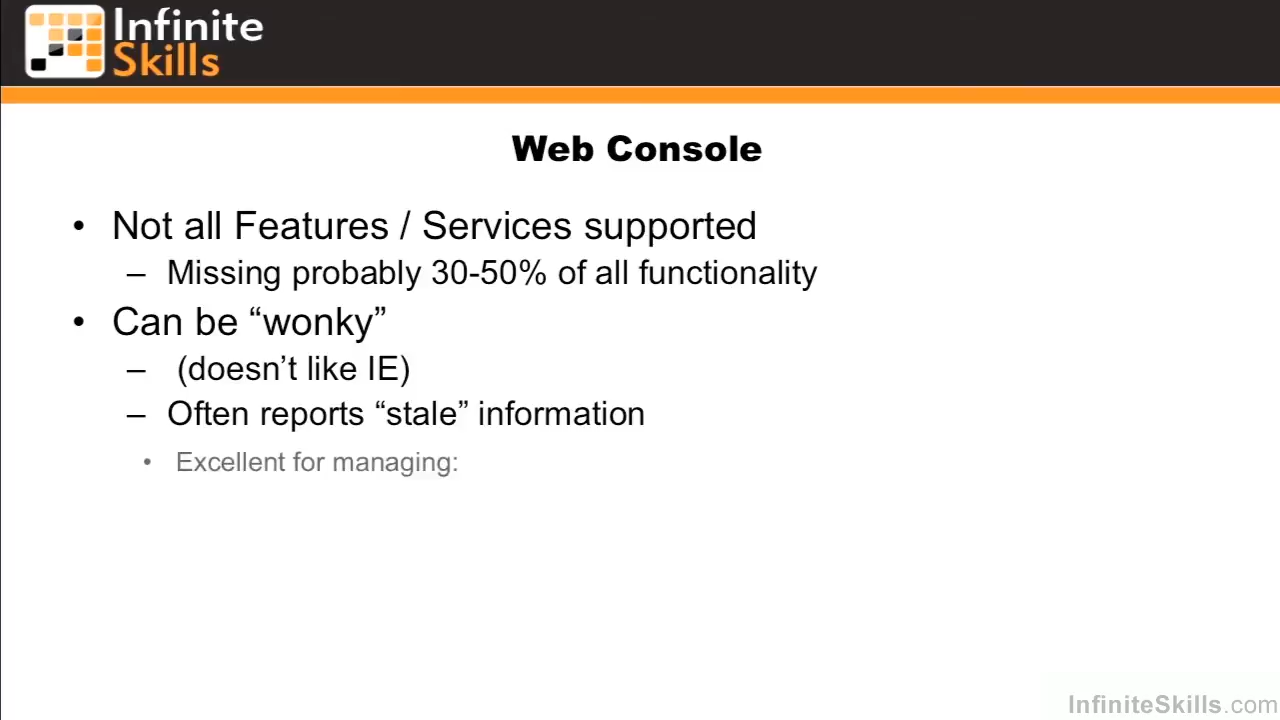 Infinite
Skills
Web Console
• Not all Features / Services supported
– Missing probably 30-50% of all functionality
• Can be “wonky”
– (doesn’t like IE)
– Often reports “stale” information
• Excellent for managing:
InfiniteSkills.com